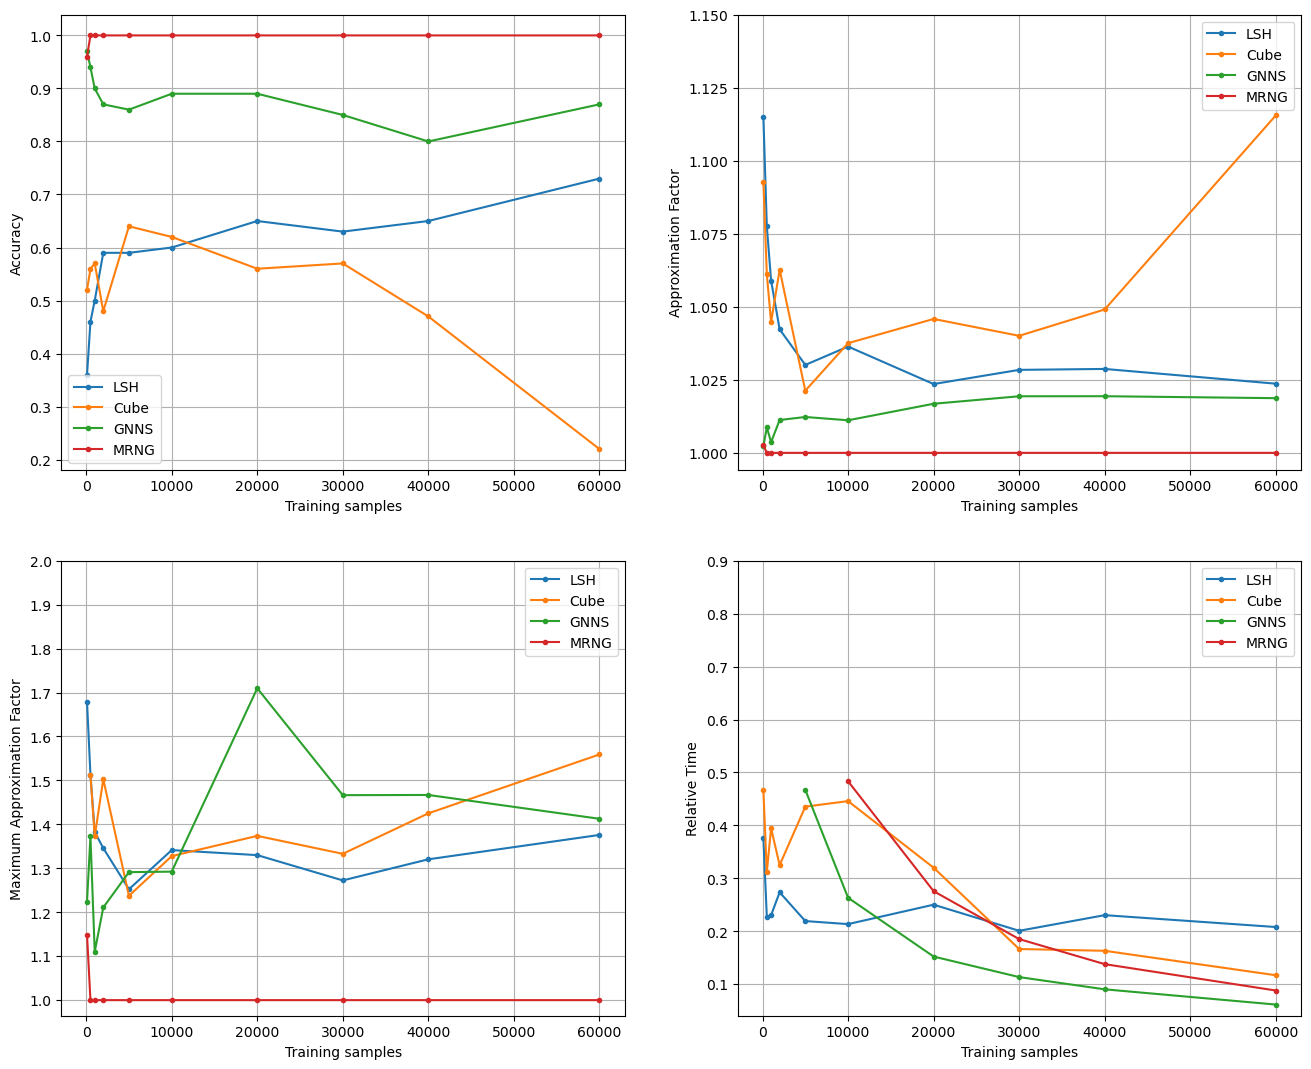 1.0
0.9
0.8
0.7
0.6
0.5
0.4
0.3
0.2
Accuracy
LSH
Cube
GNNS
MRNG
0 10000 20000 30000 40000 50000 60000
Training samples
1.150
1.125
1.100
1.075
1.050
1.025
1.000
Approximation Factor
LSH
Cube
GNNS
MRNG
0 10000 20000 30000 40000 50000 60000
Training samples
2.0
1.9
1.8
1.7
1.6
1.5
1.4
1.3
1.2
1.1
1.0
Maximum Approximation Factor
LSH
Cube
GNNS
MRNG
0 10000 20000 30000 40000 50000 60000
Training samples
0.9
0.8
0.7
0.6
0.5
0.4
0.3
0.2
0.1
Relative Time
LSH
Cube
GNNS
MRNG
0 10000 20000 30000 40000 50000 60000
Training samples